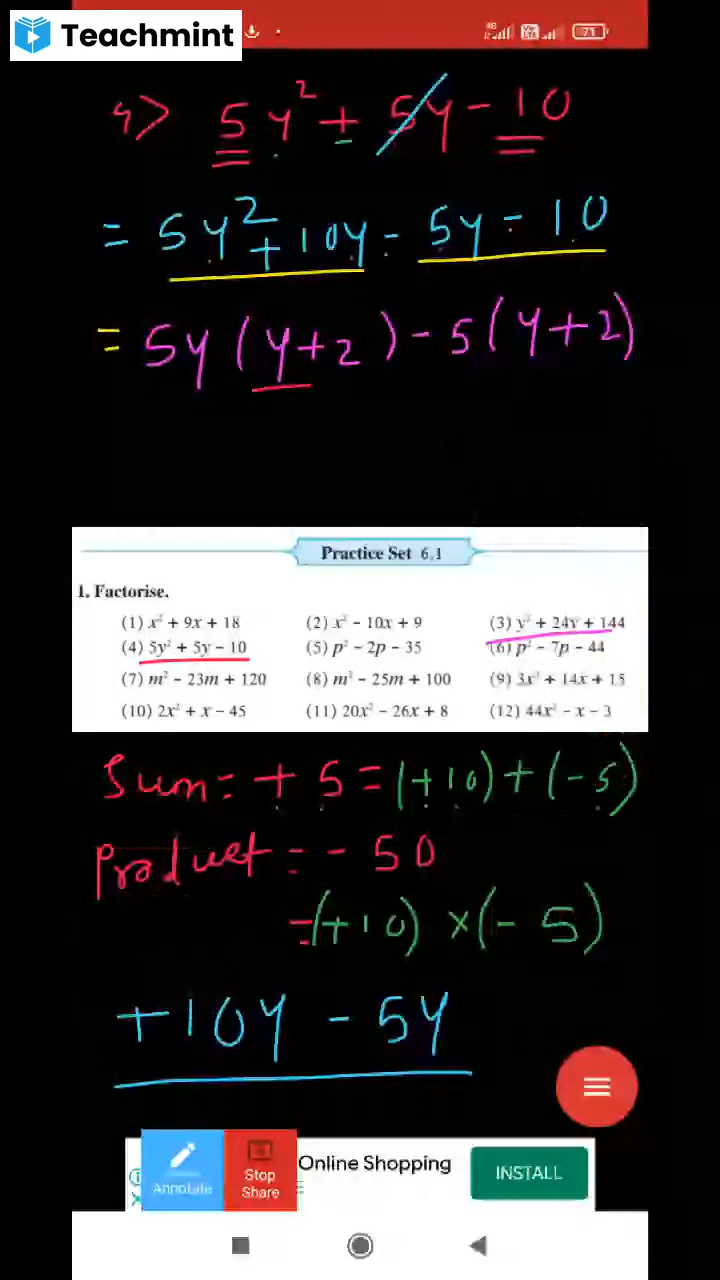 Teachmint
71
4> 5y² + 5y - 10
= 5y² + 10y - 5y - 10
= 5y(y+2) - 5(y+2)
Practice Set 6.1
1. Factorise.
(1) x² + 9x + 18 (2) x² - 10x + 9 (3) y² + 24y + 144
(4) 5y² + 5y - 10 (5) p² - 2p - 35 (6) p² - 7p - 44
(7) m² - 23m + 120 (8) m² - 25m + 100 (9) 3x² + 14x + 15
(10) 2x² + x - 45 (11) 20x² - 26x + 8 (12) 44x² - x - 3
Sum = + 5 = (+10) + (-5)
Product = - 50
= (+10) × (- 5)
+10y - 5y
Annotate Stop Share Online Shopping INSTALL